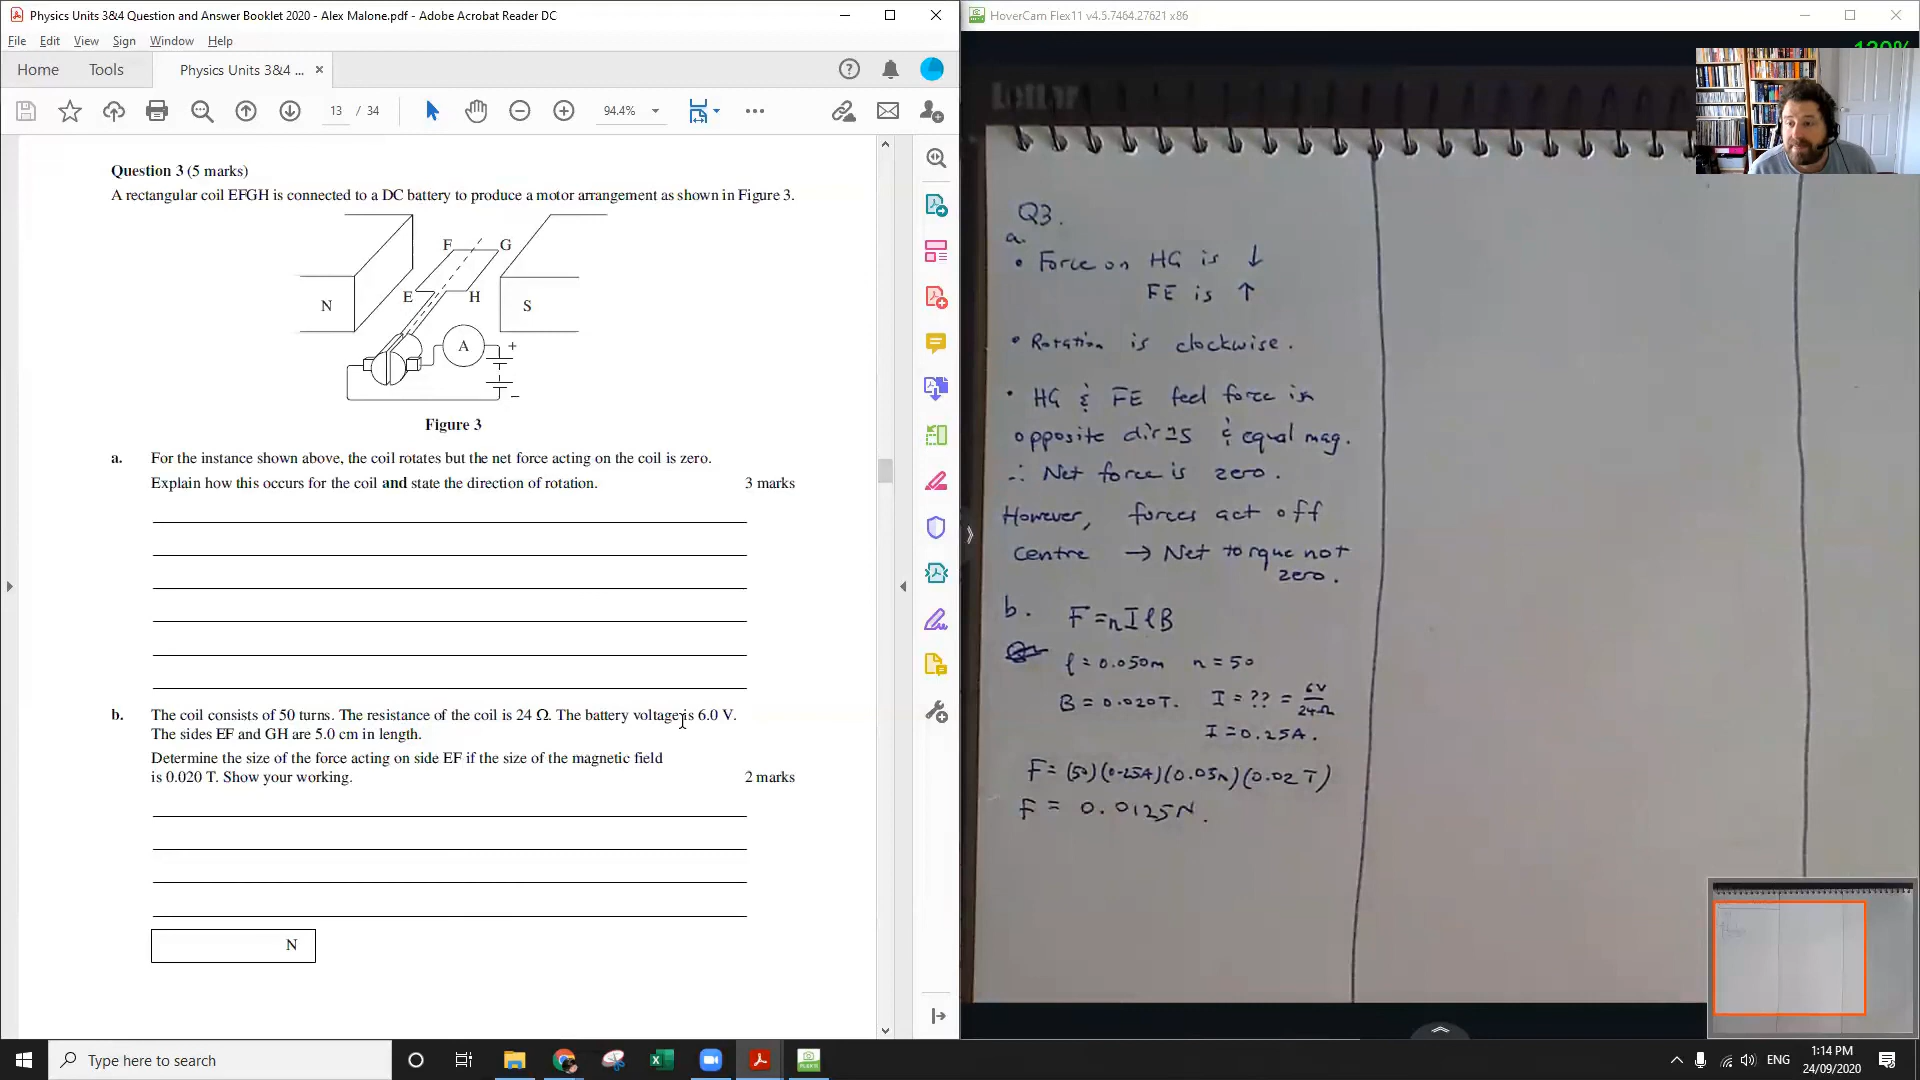 Physics Units 3&4 Question and Answer Booklet 2020 - Alex Malone.pdf - Adobe Acrobat Reader DC
File Edit View Sign Window Help
Home Tools Physics Units 3&4 ... ×
13 / 34 94.4%
Question 3 (5 marks)
A rectangular coil EFGH is connected to a DC battery to produce a motor arrangement as shown in Figure 3.
F G
E H
N S
A +
–
Figure 3
a. For the instance shown above, the coil rotates but the net force acting on the coil is zero.
Explain how this occurs for the coil and state the direction of rotation. 3 marks
b. The coil consists of 50 turns. The resistance of the coil is 24 Ω. The battery voltage is 6.0 V.
The sides EF and GH are 5.0 cm in length.
Determine the size of the force acting on side EF if the size of the magnetic field
is 0.020 T. Show your working. 2 marks
N
HoverCam Flex11 v4.5.7464.27621 x86
Letter
Q3.
a.
• Force on HG is ↓
FE is ↑
• Rotation is clockwise.
• HG & FE feel force in
opposite dirⁿs & equal mag.
∴ Net force is zero.
However, forces act off
centre → Net torque not
zero.
b. F = nIℓB
ℓ = 0.050m n = 50
B = 0.020T. I = ?? = 6V/24Ω
I = 0.25A.
F = (50)(0.25A)(0.05m)(0.02T)
F = 0.0125N.
Type here to search
ENG
1:14 PM
24/09/2020